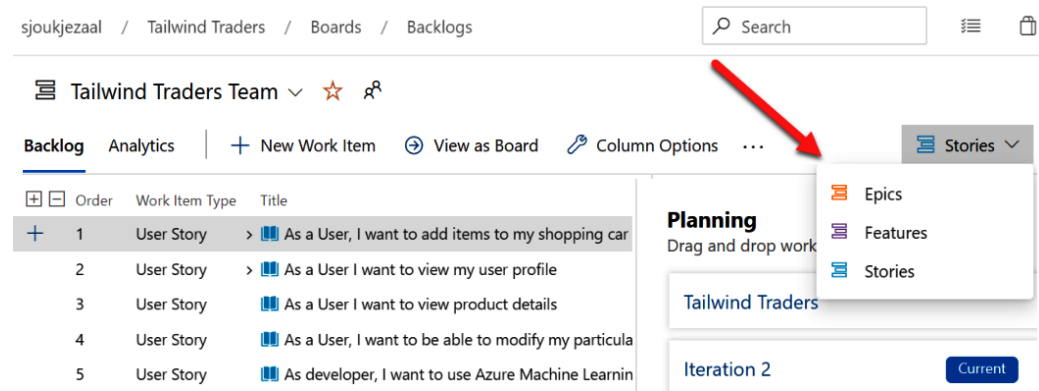 sjoukjezaal / Tailwind Traders / Boards / Backlogs
Search
Tailwind Traders Team
Backlog Analytics New Work Item View as Board Column Options ... Stories
Epics
Features
Stories
Order Work Item Type Title
1 User Story As a User, I want to add items to my shopping car
2 User Story As a User I want to view my user profile
3 User Story As a User I want to view product details
4 User Story As a User, I want to be able to modify my particula
5 User Story As developer, I want to use Azure Machine Learnin
Planning
Drag and drop work
Tailwind Traders
Iteration 2 Current